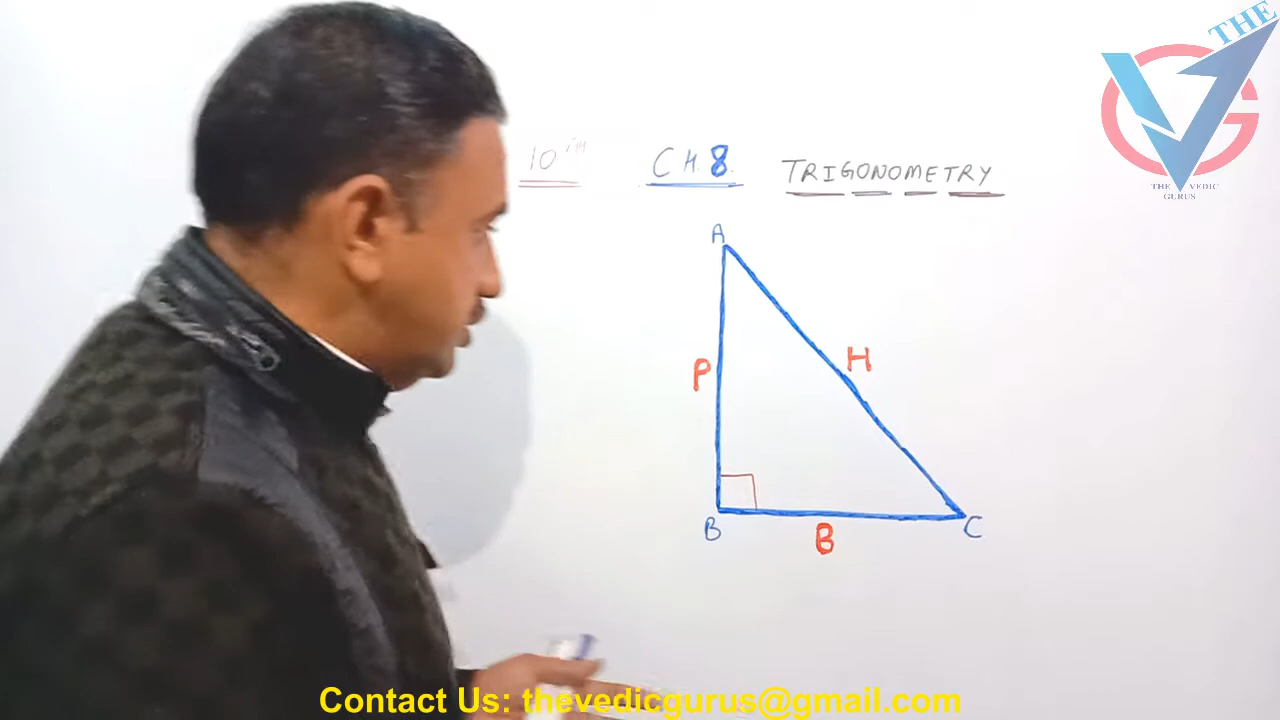 THE
THE VEDIC
GURUS
10TH CH.8. TRIGONOMETRY
A
P H
B C
B
Contact Us: thevedicgurus@gmail.com